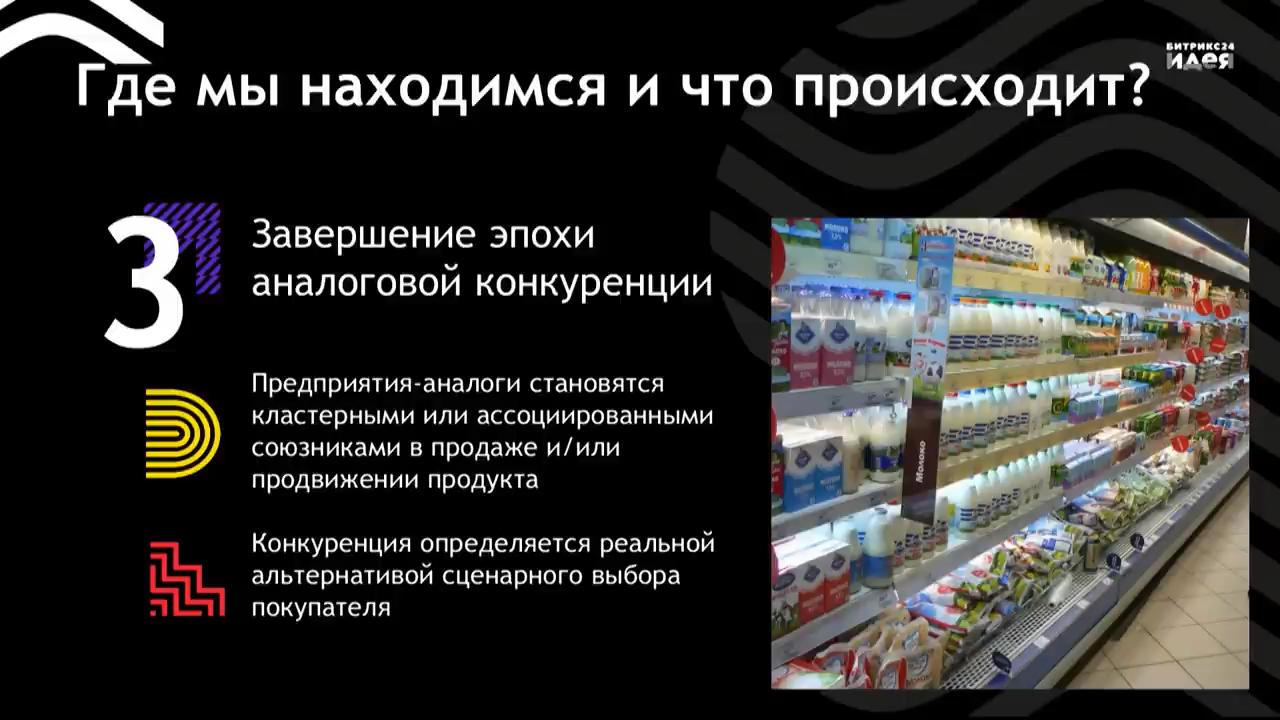 БИТРИКС24
идея
Где мы находимся и что происходит?
3
Завершение эпохи
аналоговой конкуренции
Предприятия-аналоги становятся
кластерными или ассоциированными
союзниками в продаже и/или
продвижении продукта
Конкуренция определяется реальной
альтернативой сценарного выбора
покупателя
МОЛОКО
Молоко